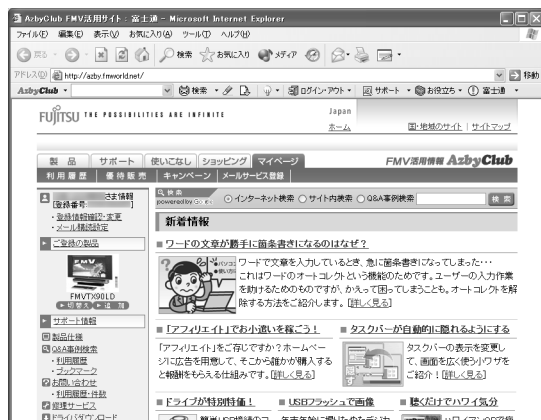 AzbyClub FMV活用サイト : 富士通 - Microsoft Internet Explorer
ファイル(F) 編集(E) 表示(V) お気に入り(A) ツール(T) ヘルプ(H)
戻る 検索 お気に入り メディア
アドレス(D) http://azby.fmworld.net/ 移動
AzbyClub 検索 ログイン・アウト サポート お役立ち 富士通
FUJITSU THE POSSIBILITIES ARE INFINITE
Japan
ホーム 国・地域のサイト | サイトマップ
製 品 サポート 使いこなし ショッピング マイページ FMV活用情報 AzbyClub
利用履歴 優待販売 キャンペーン メールサービス登録
さま情報
[登録番号: ]
・登録情報確認・変更
・メール購読設定
ご登録の製品
FMVTX90LD
切替え 追加
サポート情報
製品仕様
Q&A事例検索
・利用履歴
・ブックマーク
お問い合わせ
・利用履歴・件数
修理サービス
ドライバダウンロード
検索
powered by Google インターネット検索 サイト内検索 Q&A事例検索 検索
新着情報
ワードの文章が勝手に箇条書きになるのはなぜ?
ワードで文章を入力しているとき、急に箇条書きになってしまった…
これはワードのオートコレクトという機能のためです。ユーザーの入力作業
を助けるためのものですが、かえって困ってしまうことも。オートコレクトを解
除する方法をご紹介します。[詳しく見る]
「アフィリエイト」でお小遣いを稼ごう!
「アフィリエイト」をご存じですか?ホームペー
ジに広告を用意して、そこから誰かが購入する
と報酬をもらえる仕組みです。[詳しく見る]
タスクバーが自動的に隠れるようにする
タスクバーの表示を変更し
て、画面を広く使う小ワザを
ご紹介![詳しく見る]
ドライブが特別特価!
USBフラッシュで画像
聴くだけでハワイ気分